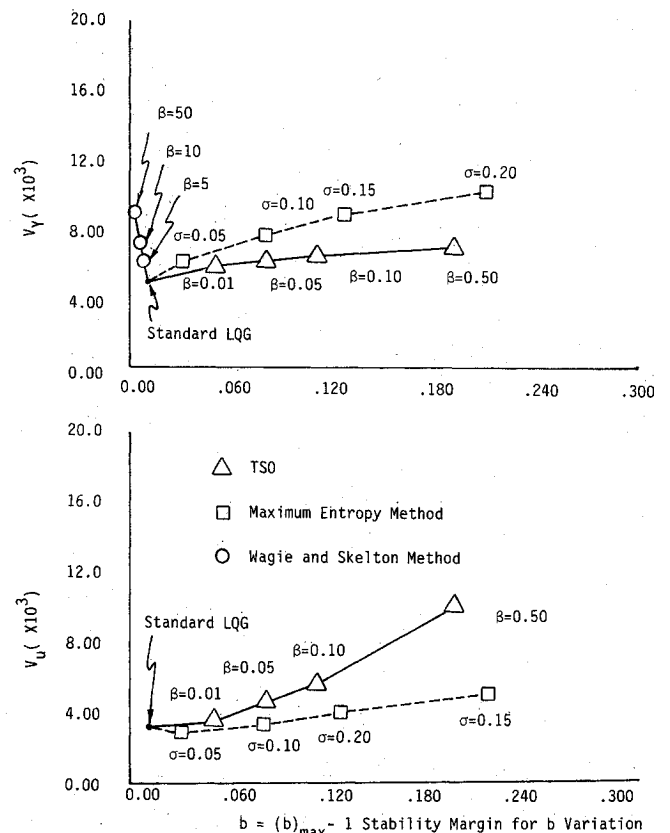 20.0
16.0
12.0
8.00
4.00
0.00
V_Y( X10^3)
β=50
β=10
β=5
σ=0.05
σ=0.10
σ=0.15
σ=0.20
β=0.01
β=0.05
β=0.10
β=0.50
Standard LQG
0.00 .060 .120 .180 .240 .300
20.0
16.0
12.0
8.00
4.00
0.00
V_u( X10^3)
△ TSO
□ Maximum Entropy Method
○ Wagie and Skelton Method
Standard LQG
β=0.01
β=0.05
β=0.10
β=0.50
σ=0.05
σ=0.10
σ=0.20
σ=0.15
0.00 .060 .120 .180 .240 .300
b = (b)_max - 1 Stability Margin for b Variation